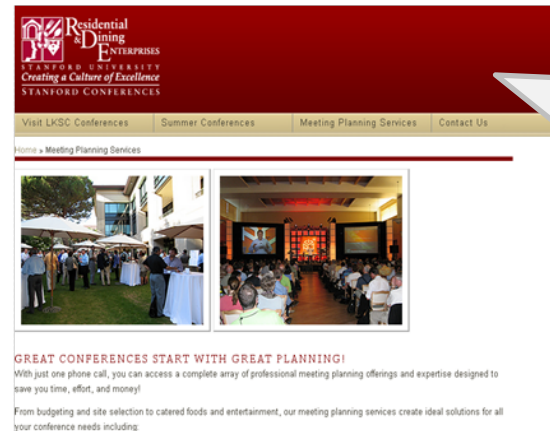 Residential
& Dining
ENTERPRISES
STANFORD UNIVERSITY
Creating a Culture of Excellence
STANFORD CONFERENCES
Visit LKSC Conferences Summer Conferences Meeting Planning Services Contact Us
Home » Meeting Planning Services
GREAT CONFERENCES START WITH GREAT PLANNING!
With just one phone call, you can access a complete array of professional meeting planning offerings and expertise designed to
save you time, effort, and money!
From budgeting and site selection to catered foods and entertainment, our meeting planning services create ideal solutions for all
your conference needs including: